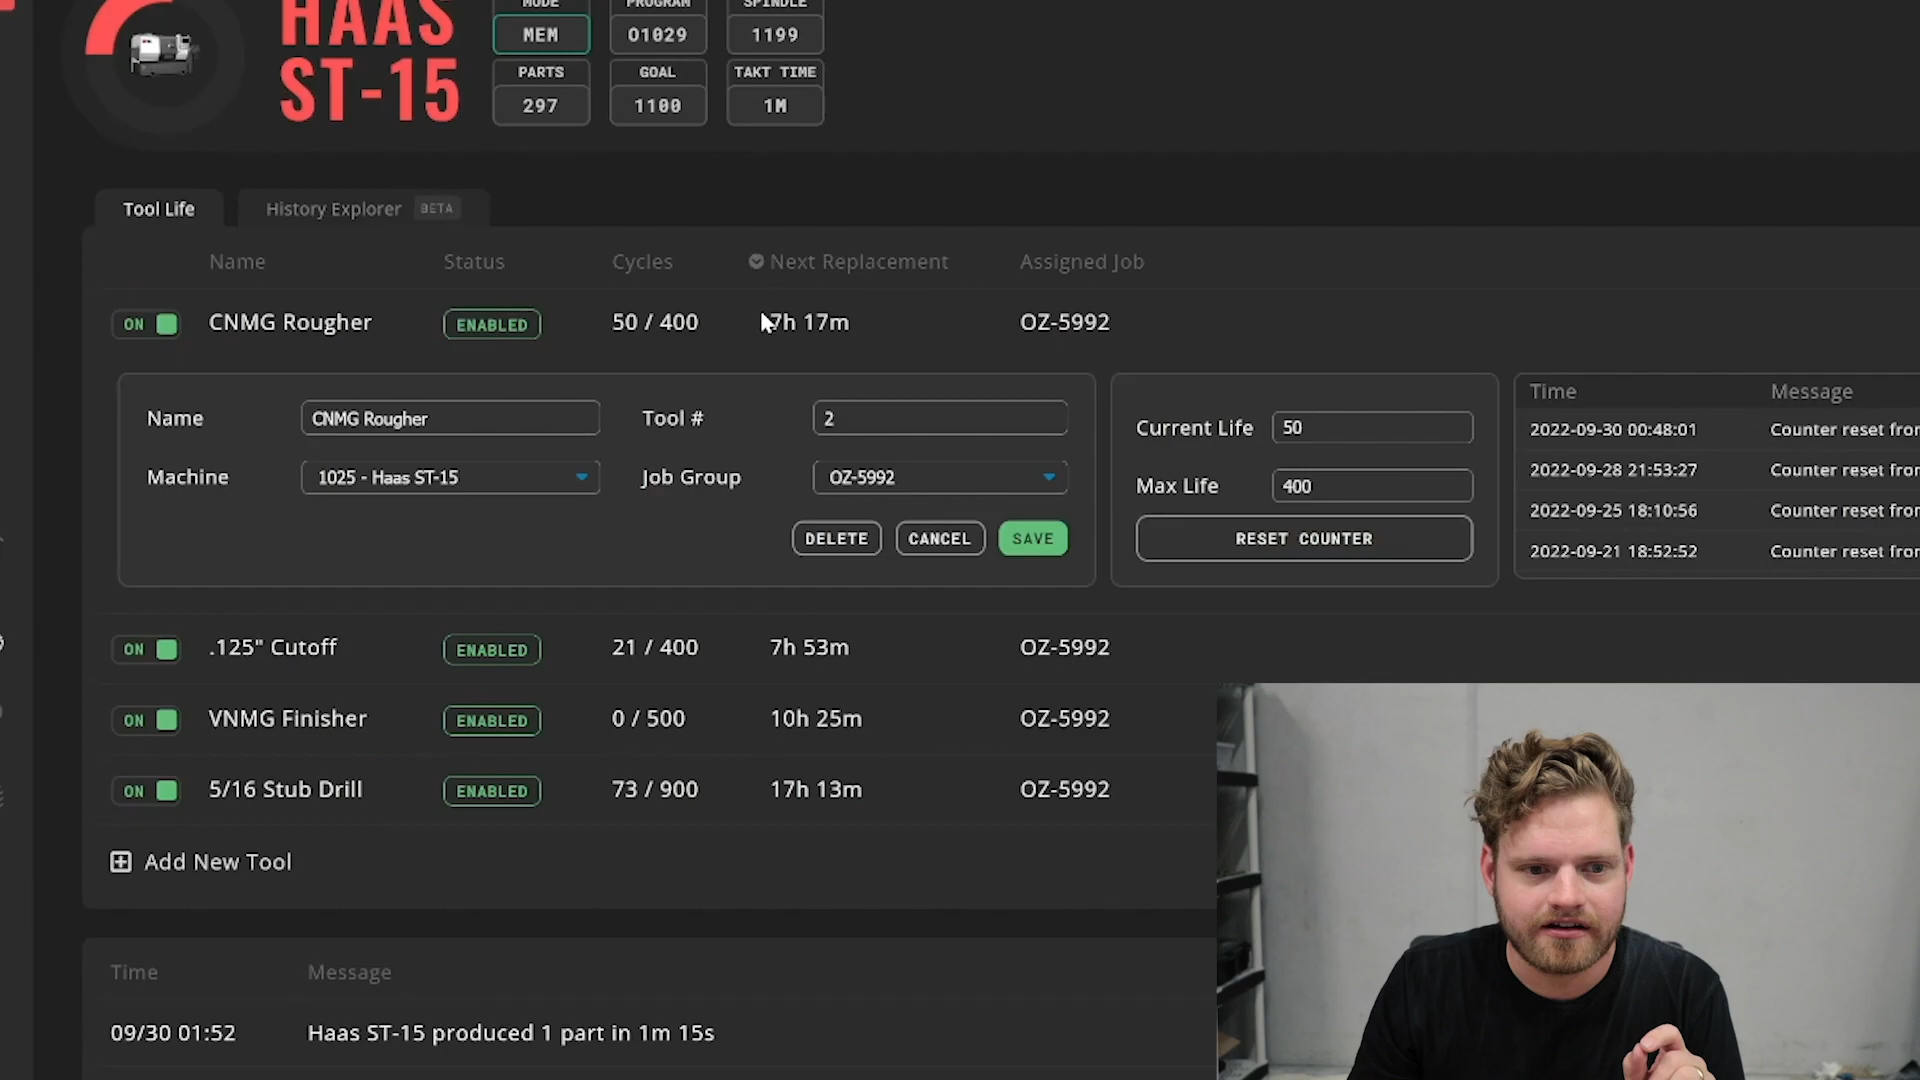 HAAS
ST-15
MODE
MEM
PROGRAM
O1029
SPINDLE
1199
PARTS
297
GOAL
1100
TAKT TIME
1M
Tool Life
History Explorer BETA
Name Status Cycles Next Replacement Assigned Job
ON CNMG Rougher ENABLED 50 / 400 7h 17m OZ-5992
Name CNMG Rougher Tool # 2
Machine 1025 - Haas ST-15 Job Group OZ-5992
DELETE CANCEL SAVE
Current Life 50
Max Life 400
RESET COUNTER
Time Message
2022-09-30 00:48:01 Counter reset from
2022-09-28 21:53:27 Counter reset from
2022-09-25 18:10:56 Counter reset from
2022-09-21 18:52:52 Counter reset from
ON .125" Cutoff ENABLED 21 / 400 7h 53m OZ-5992
ON VNMG Finisher ENABLED 0 / 500 10h 25m OZ-5992
ON 5/16 Stub Drill ENABLED 73 / 900 17h 13m OZ-5992
Add New Tool
Time Message
09/30 01:52 Haas ST-15 produced 1 part in 1m 15s